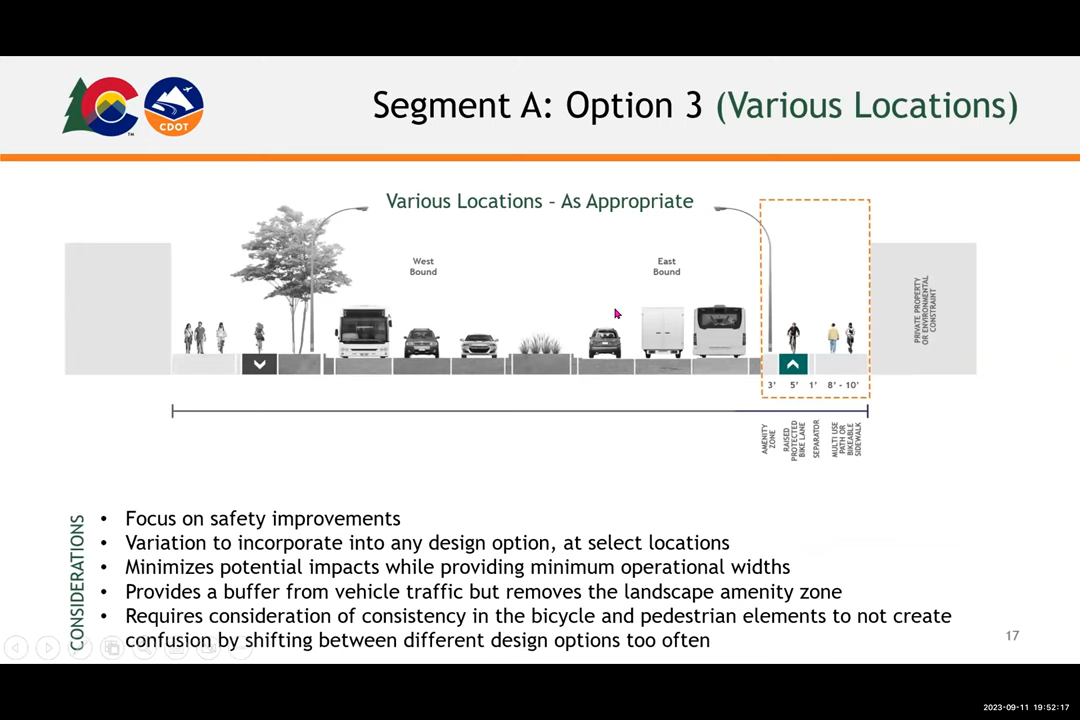 CDOT
TM
Segment A: Option 3 (Various Locations)
Various Locations - As Appropriate
West
Bound
East
Bound
PRIVATE PROPERTY
OR ENVIRONMENTAL
CONSTRAINT
3’ 5’ 1’ 8’ - 10’
AMENITY
ZONE
RAISED
PROTECTED
BIKE LANE
SEPARATOR
MULTI USE
PATH OR
BIKEABLE
SIDEWALK
CONSIDERATIONS
• Focus on safety improvements
• Variation to incorporate into any design option, at select locations
• Minimizes potential impacts while providing minimum operational widths
• Provides a buffer from vehicle traffic but removes the landscape amenity zone
• Requires consideration of consistency in the bicycle and pedestrian elements to not create
confusion by shifting between different design options too often
17
2023-09-11 19:52:17